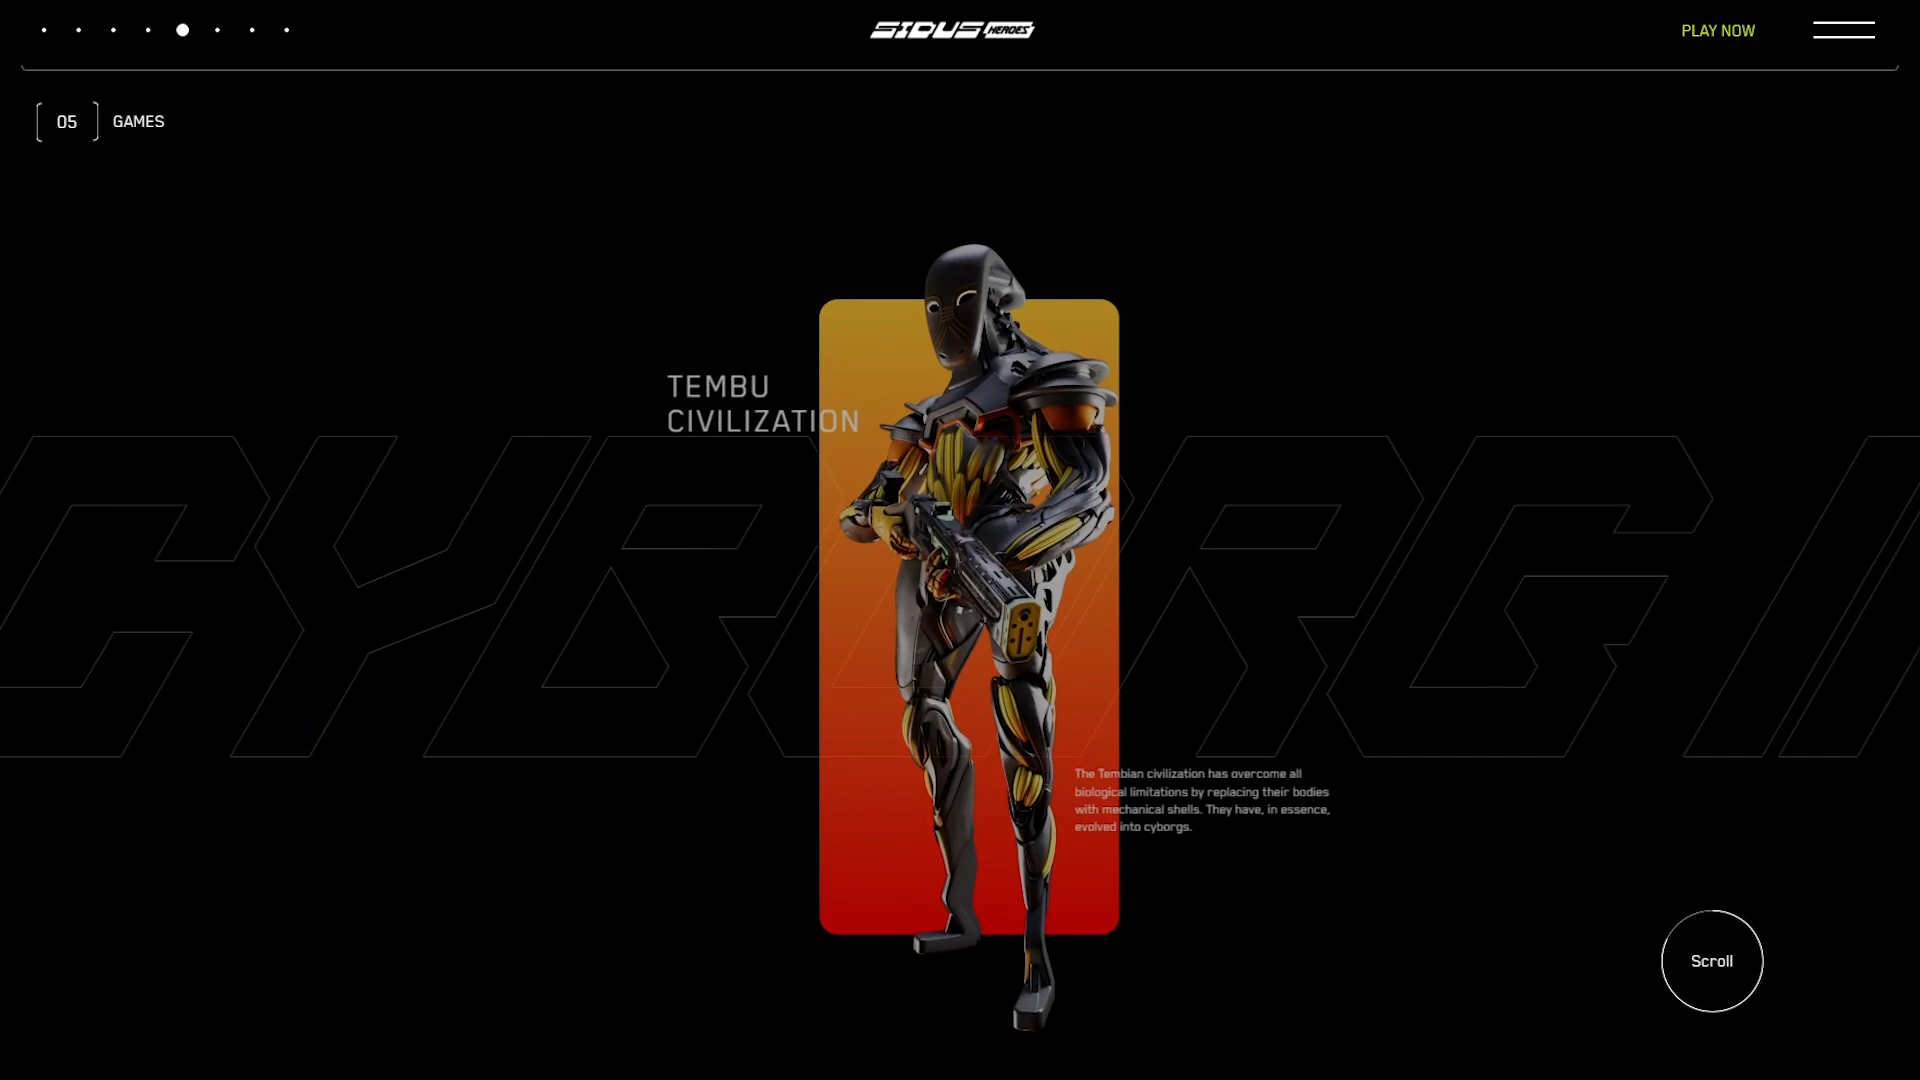 SIDUS HEROES
PLAY NOW
05
GAMES
TEMBU
CIVILIZATION
CYBORG
The Tembian civilization has overcome all
biological limitations by replacing their bodies
with mechanical shells. They have, in essence,
evolved into cyborgs.
Scroll